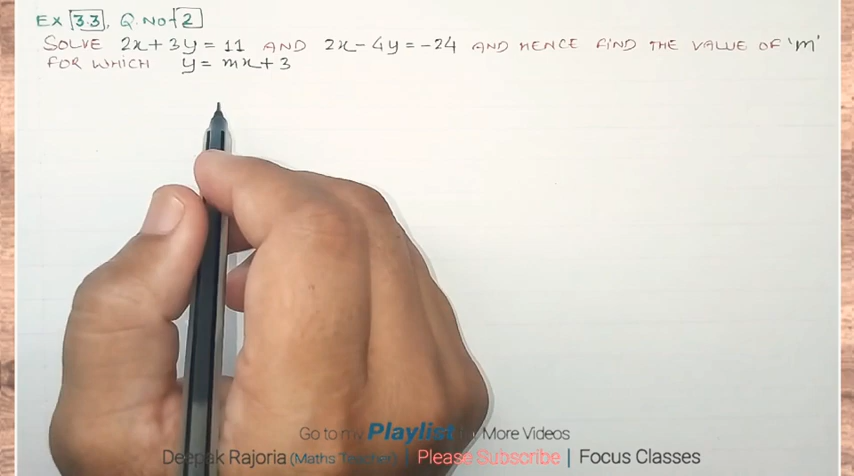 EX 3.3, Q.NO-2
SOLVE 2x + 3y = 11 AND 2x - 4y = -24 AND HENCE FIND THE VALUE OF 'm'
FOR WHICH y = mx + 3
Go to my Playlist for More Videos
Deepak Rajoria (Maths Teacher) | Please Subscribe | Focus Classes